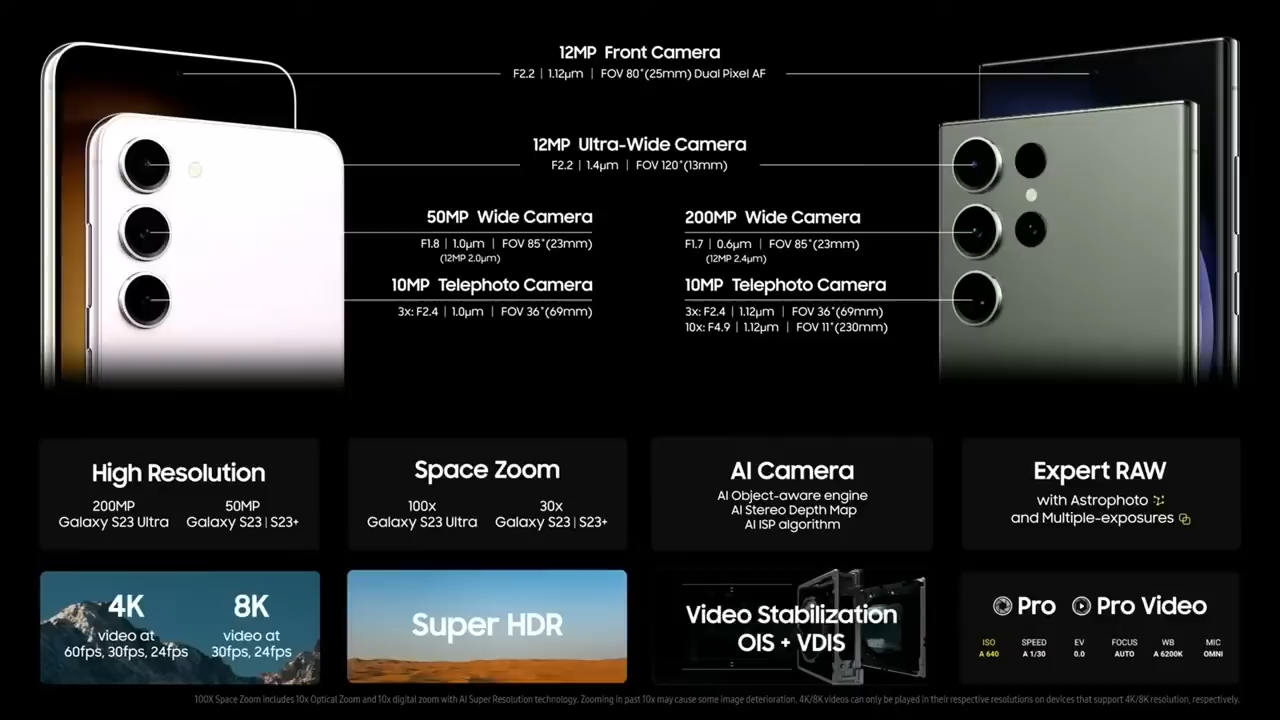 12MP Front Camera
F2.2 | 1.12µm | FOV 80˚(25mm) Dual Pixel AF
12MP Ultra-Wide Camera
F2.2 | 1.4µm | FOV 120˚(13mm)
50MP Wide Camera
F1.8 | 1.0µm | FOV 85˚(23mm)
(12MP 2.0µm)
10MP Telephoto Camera
3x: F2.4 | 1.0µm | FOV 36˚(69mm)
200MP Wide Camera
F1.7 | 0.6µm | FOV 85˚(23mm)
(12MP 2.4µm)
10MP Telephoto Camera
3x: F2.4 | 1.12µm | FOV 36˚(69mm)
10x: F4.9 | 1.12µm | FOV 11˚(230mm)
High Resolution
200MP
Galaxy S23 Ultra
50MP
Galaxy S23 | S23+
Space Zoom
100x
Galaxy S23 Ultra
30x
Galaxy S23 | S23+
AI Camera
AI Object-aware engine
AI Stereo Depth Map
AI ISP algorithm
Expert RAW
with Astrophoto
and Multiple-exposures
4K
video at
60fps, 30fps, 24fps
8K
video at
30fps, 24fps
Super HDR
Video Stabilization
OIS + VDIS
Pro Pro Video
ISO SPEED EV FOCUS WB MIC
A 640 A 1/30 0.0 AUTO A 6200K OMNI
100X Space Zoom includes 10x Optical Zoom and 10x digital zoom with AI Super Resolution technology. Zooming in past 10x may cause some image deterioration. 4K/8K videos can only be played in their respective resolutions on devices that support 4K/8K resolution, respectively.